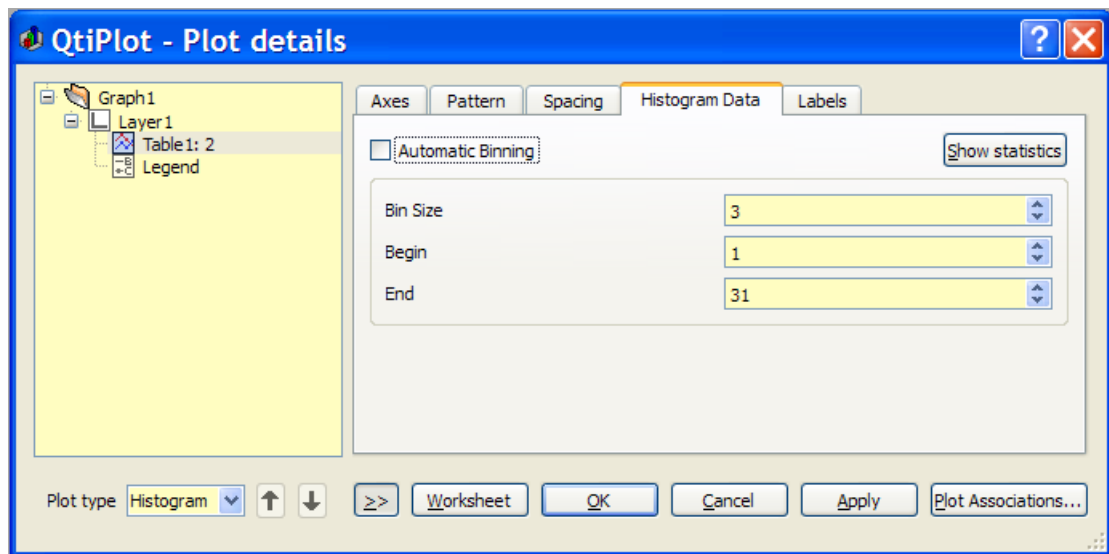 QtiPlot - Plot details
Graph1
Layer1
Table1: 2
Legend
Axes Pattern Spacing Histogram Data Labels
Automatic Binning Show statistics
Bin Size 3
Begin 1
End 31
Plot type Histogram >> Worksheet OK Cancel Apply Plot Associations...